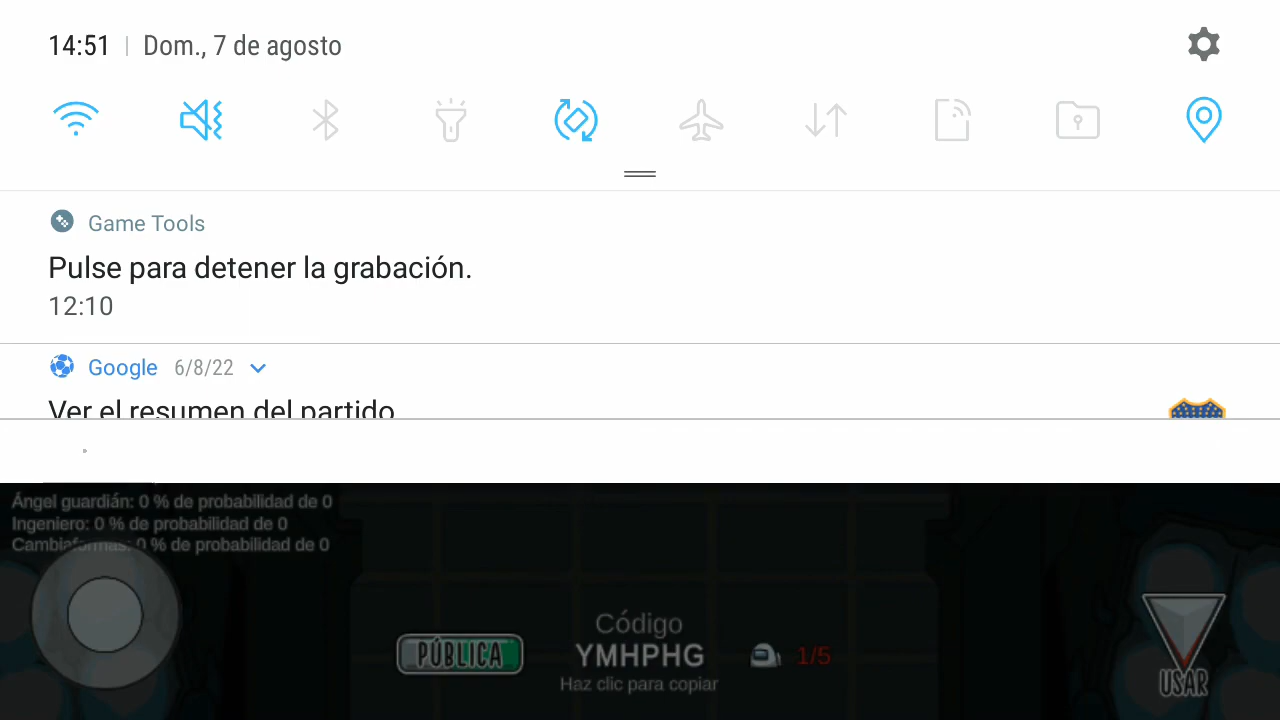 14:51 | Dom., 7 de agosto
Game Tools
Pulse para detener la grabación.
12:10
Google 6/8/22
Ver el resumen del partido
Ángel guardián: 0 % de probabilidad de 0
Ingeniero: 0 % de probabilidad de 0
Cambiaformas: 0 % de probabilidad de 0
Código
PÚBLICA YMHPHG 1/5
Haz clic para copiar
USAR